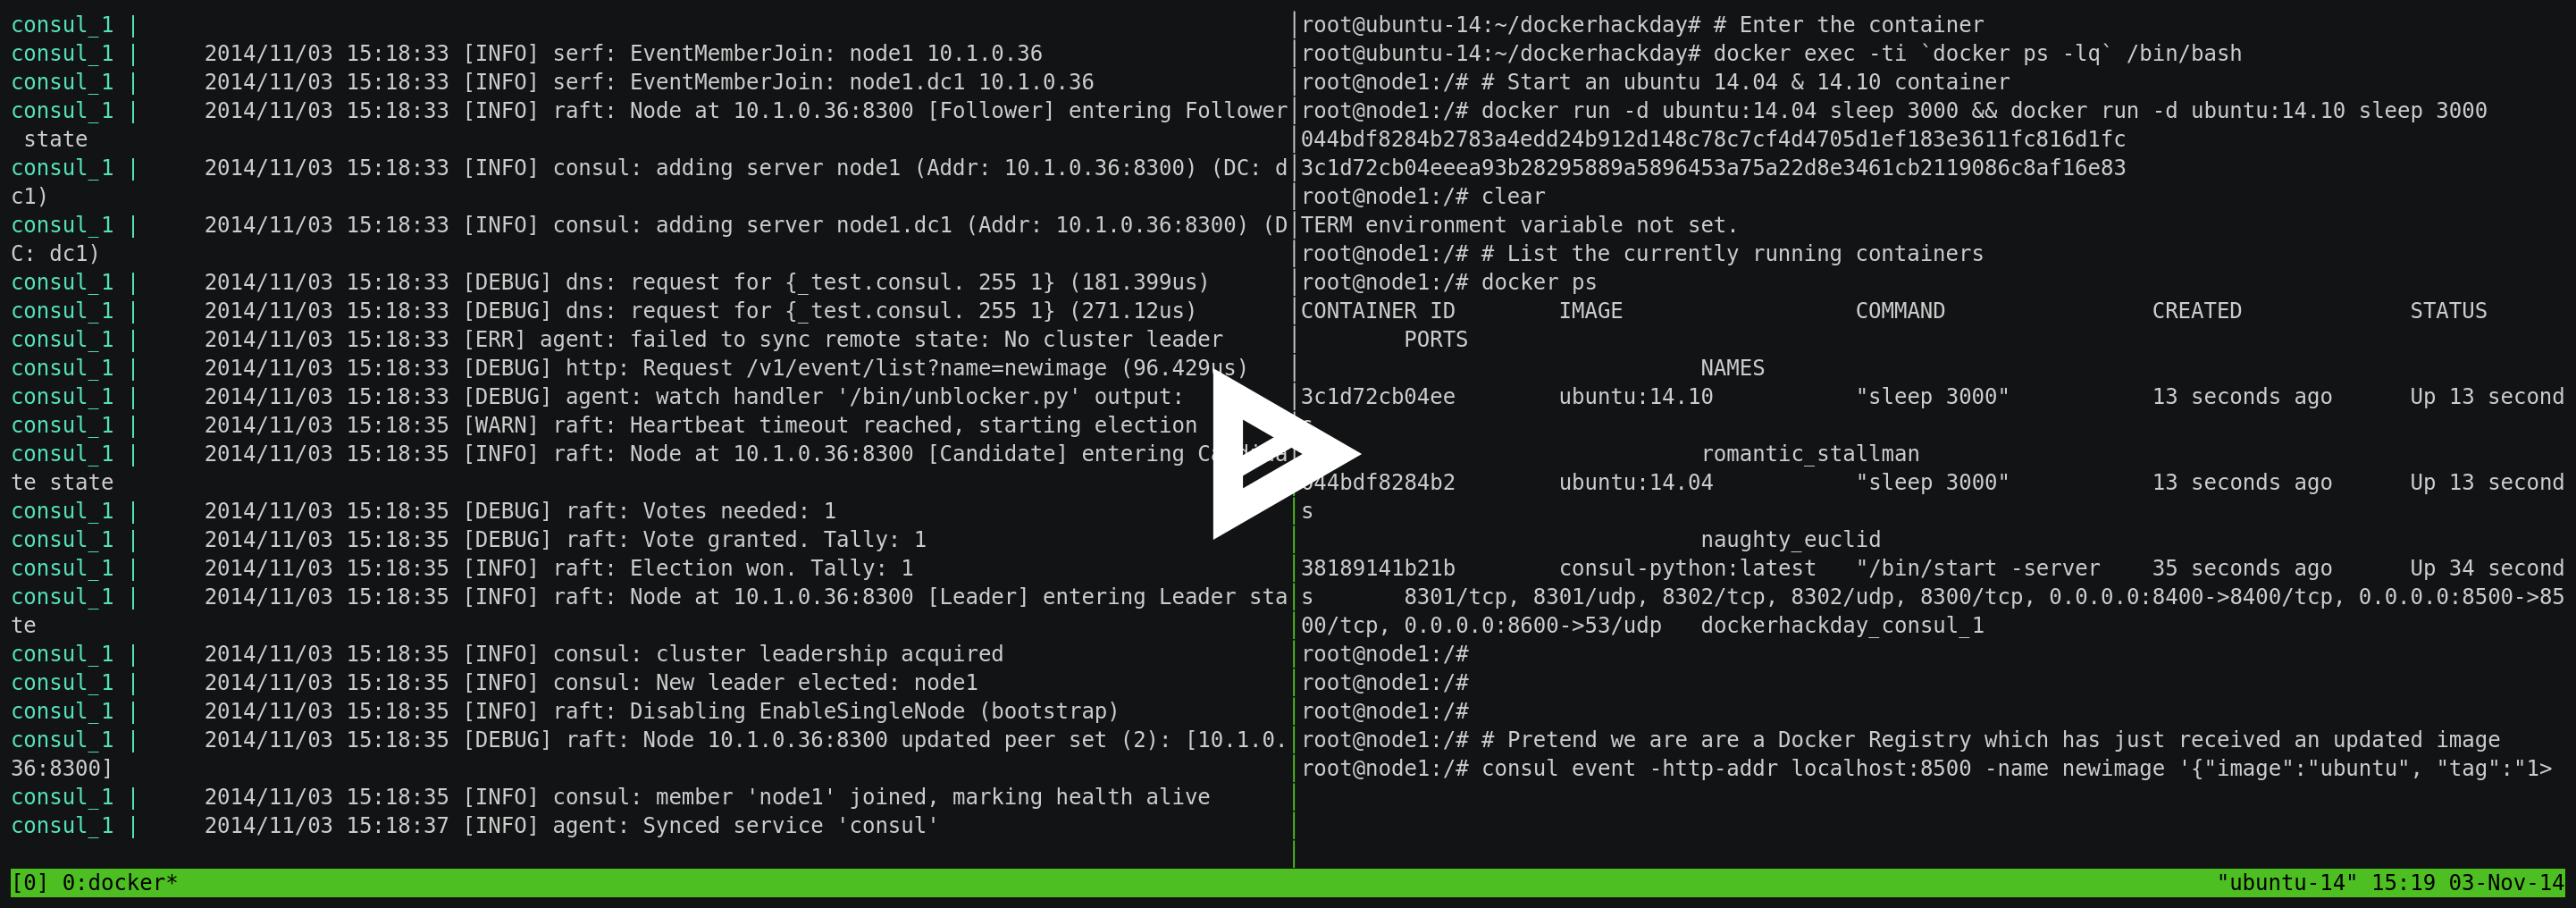 consul_1 |
consul_1 |     2014/11/03 15:18:33 [INFO] serf: EventMemberJoin: node1 10.1.0.36
consul_1 |     2014/11/03 15:18:33 [INFO] serf: EventMemberJoin: node1.dc1 10.1.0.36
consul_1 |     2014/11/03 15:18:33 [INFO] raft: Node at 10.1.0.36:8300 [Follower] entering Follower
 state
consul_1 |     2014/11/03 15:18:33 [INFO] consul: adding server node1 (Addr: 10.1.0.36:8300) (DC: d
c1)
consul_1 |     2014/11/03 15:18:33 [INFO] consul: adding server node1.dc1 (Addr: 10.1.0.36:8300) (D
C: dc1)
consul_1 |     2014/11/03 15:18:33 [DEBUG] dns: request for {_test.consul. 255 1} (181.399us)
consul_1 |     2014/11/03 15:18:33 [DEBUG] dns: request for {_test.consul. 255 1} (271.12us)
consul_1 |     2014/11/03 15:18:33 [ERR] agent: failed to sync remote state: No cluster leader
consul_1 |     2014/11/03 15:18:33 [DEBUG] http: Request /v1/event/list?name=newimage (96.429us)
consul_1 |     2014/11/03 15:18:33 [DEBUG] agent: watch handler '/bin/unblocker.py' output:
consul_1 |     2014/11/03 15:18:35 [WARN] raft: Heartbeat timeout reached, starting election
consul_1 |     2014/11/03 15:18:35 [INFO] raft: Node at 10.1.0.36:8300 [Candidate] entering
te state
consul_1 |     2014/11/03 15:18:35 [DEBUG] raft: Votes needed: 1
consul_1 |     2014/11/03 15:18:35 [DEBUG] raft: Vote granted. Tally: 1
consul_1 |     2014/11/03 15:18:35 [INFO] raft: Election won. Tally: 1
consul_1 |     2014/11/03 15:18:35 [INFO] raft: Node at 10.1.0.36:8300 [Leader] entering Leader sta
te
consul_1 |     2014/11/03 15:18:35 [INFO] consul: cluster leadership acquired
consul_1 |     2014/11/03 15:18:35 [INFO] consul: New leader elected: node1
consul_1 |     2014/11/03 15:18:35 [INFO] raft: Disabling EnableSingleNode (bootstrap)
consul_1 |     2014/11/03 15:18:35 [DEBUG] raft: Node 10.1.0.36:8300 updated peer set (2): [10.1.0.
36:8300]
consul_1 |     2014/11/03 15:18:35 [INFO] consul: member 'node1' joined, marking health alive
consul_1 |     2014/11/03 15:18:37 [INFO] agent: Synced service 'consul'
root@ubuntu-14:~/dockerhackday# # Enter the container
root@ubuntu-14:~/dockerhackday# docker exec -ti `docker ps -lq` /bin/bash
root@node1:/# # Start an ubuntu 14.04 & 14.10 container
root@node1:/# docker run -d ubuntu:14.04 sleep 3000 && docker run -d ubuntu:14.10 sleep 3000
044bdf8284b2783a4edd24b912d148c78c7cf4d4705d1ef183e3611fc816d1fc
3c1d72cb04eeea93b28295889a5896453a75a22d8e3461cb2119086c8af16e83
root@node1:/# clear
TERM environment variable not set.
root@node1:/# # List the currently running containers
root@node1:/# docker ps
CONTAINER ID        IMAGE                  COMMAND                CREATED             STATUS
        PORTS
                               NAMES
3c1d72cb04ee        ubuntu:14.10           "sleep 3000"           13 seconds ago      Up 13 second
s
                               romantic_stallman
044bdf8284b2        ubuntu:14.04           "sleep 3000"           13 seconds ago      Up 13 second
s
                               naughty_euclid
38189141b21b        consul-python:latest   "/bin/start -server    35 seconds ago      Up 34 second
s       8301/tcp, 8301/udp, 8302/tcp, 8302/udp, 8300/tcp, 0.0.0.0:8400->8400/tcp, 0.0.0.0:8500->85
00/tcp, 0.0.0.0:8600->53/udp   dockerhackday_consul_1
root@node1:/#
root@node1:/#
root@node1:/#
root@node1:/# # Pretend we are are a Docker Registry which has just received an updated image
root@node1:/# consul event -http-addr localhost:8500 -name newimage '{"image":"ubuntu", "tag":"1>
[0] 0:docker*
"ubuntu-14" 15:19 03-Nov-14